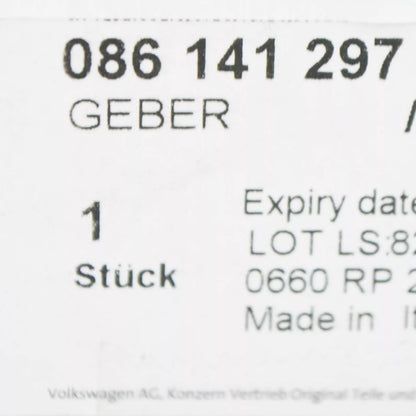 086 141 297
GEBER
1
Stück
Expiry date
LOT LS:82
0660 RP 2
Made in It
Volkswagen AG, Konzern Vertrieb Original Teile und